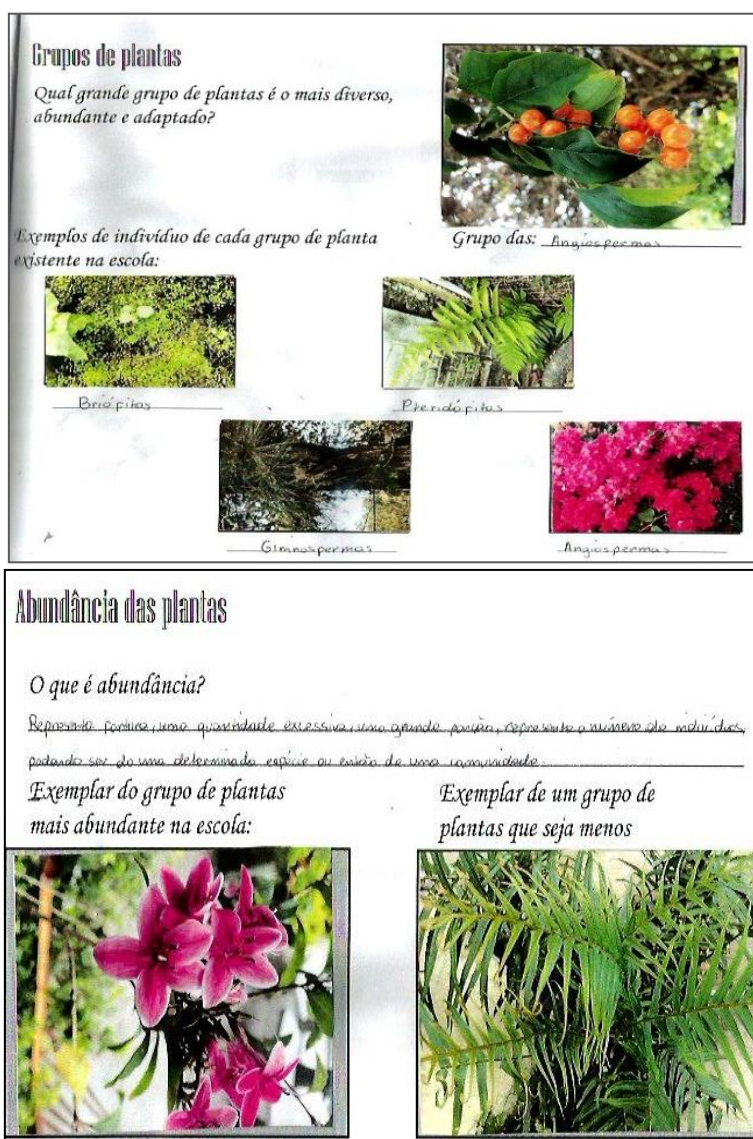 Grupos de plantas
Qual grande grupo de plantas é o mais diverso,
abundante e adaptado?
Exemplos de indivíduo de cada grupo de planta
existente na escola:
Grupo das: Angiospermas
Briófitas
Pteridófitas
Gimnospermas
Angiospermas
Abundância das plantas
O que é abundância?
Representa fartura, uma quantidade excessiva, uma grande porção, representa o número de indivíduos,
podendo ser de uma determinada espécie ou então de uma comunidade.
Exemplar do grupo de plantas
mais abundante na escola:
Exemplar de um grupo de
plantas que seja menos